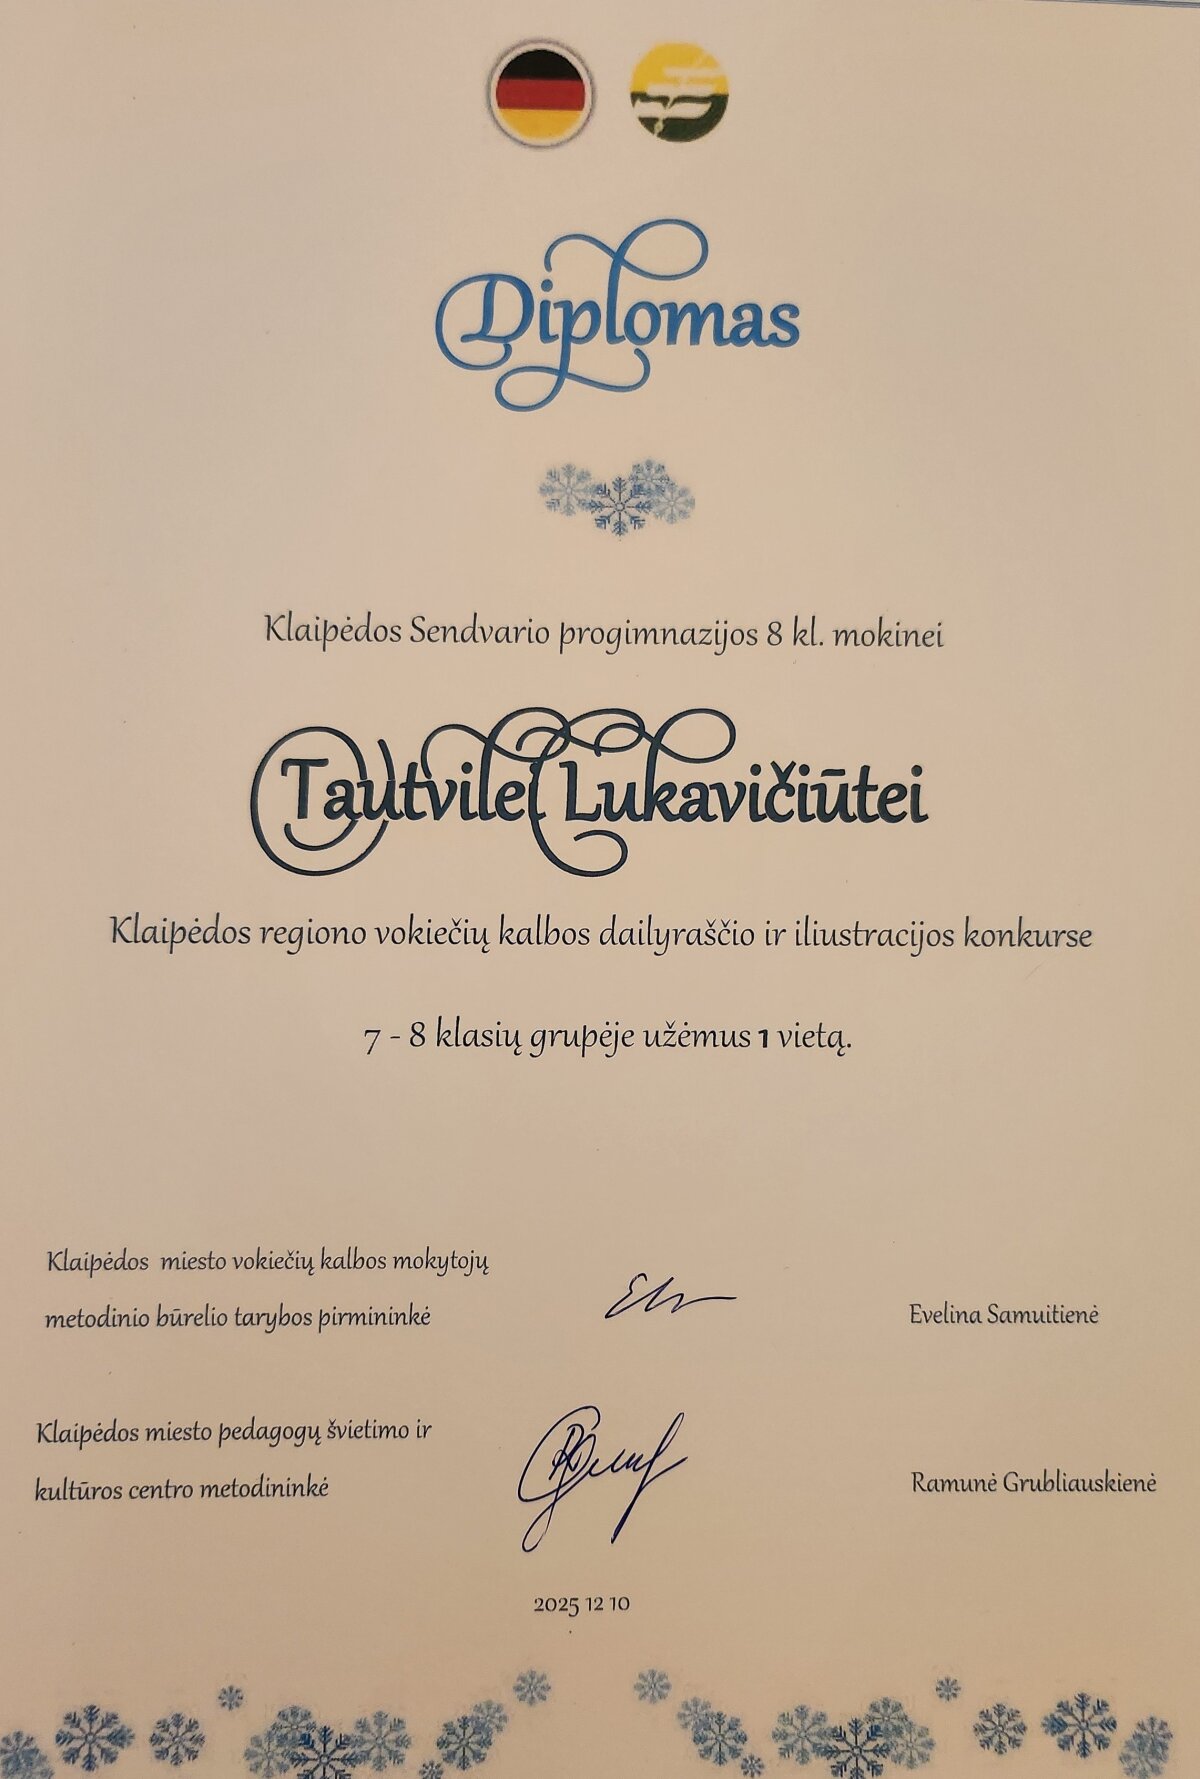 Diplomas
Klaipėdos Sendvario progimnazijos 8 kl. mokinei
Tautvilei Lukavičiūtei
Klaipėdos regiono vokiečių kalbos dailyraščio ir iliustracijos konkurse
7 - 8 klasių grupėje užėmus 1 vietą.
Klaipėdos miesto vokiečių kalbos mokytojų
metodinio būrelio tarybos pirmininkė
Evelina Samuitienė
Klaipėdos miesto pedagogų švietimo ir
kultūros centro metodininkė
Ramunė Grubliauskienė
2025 12 10